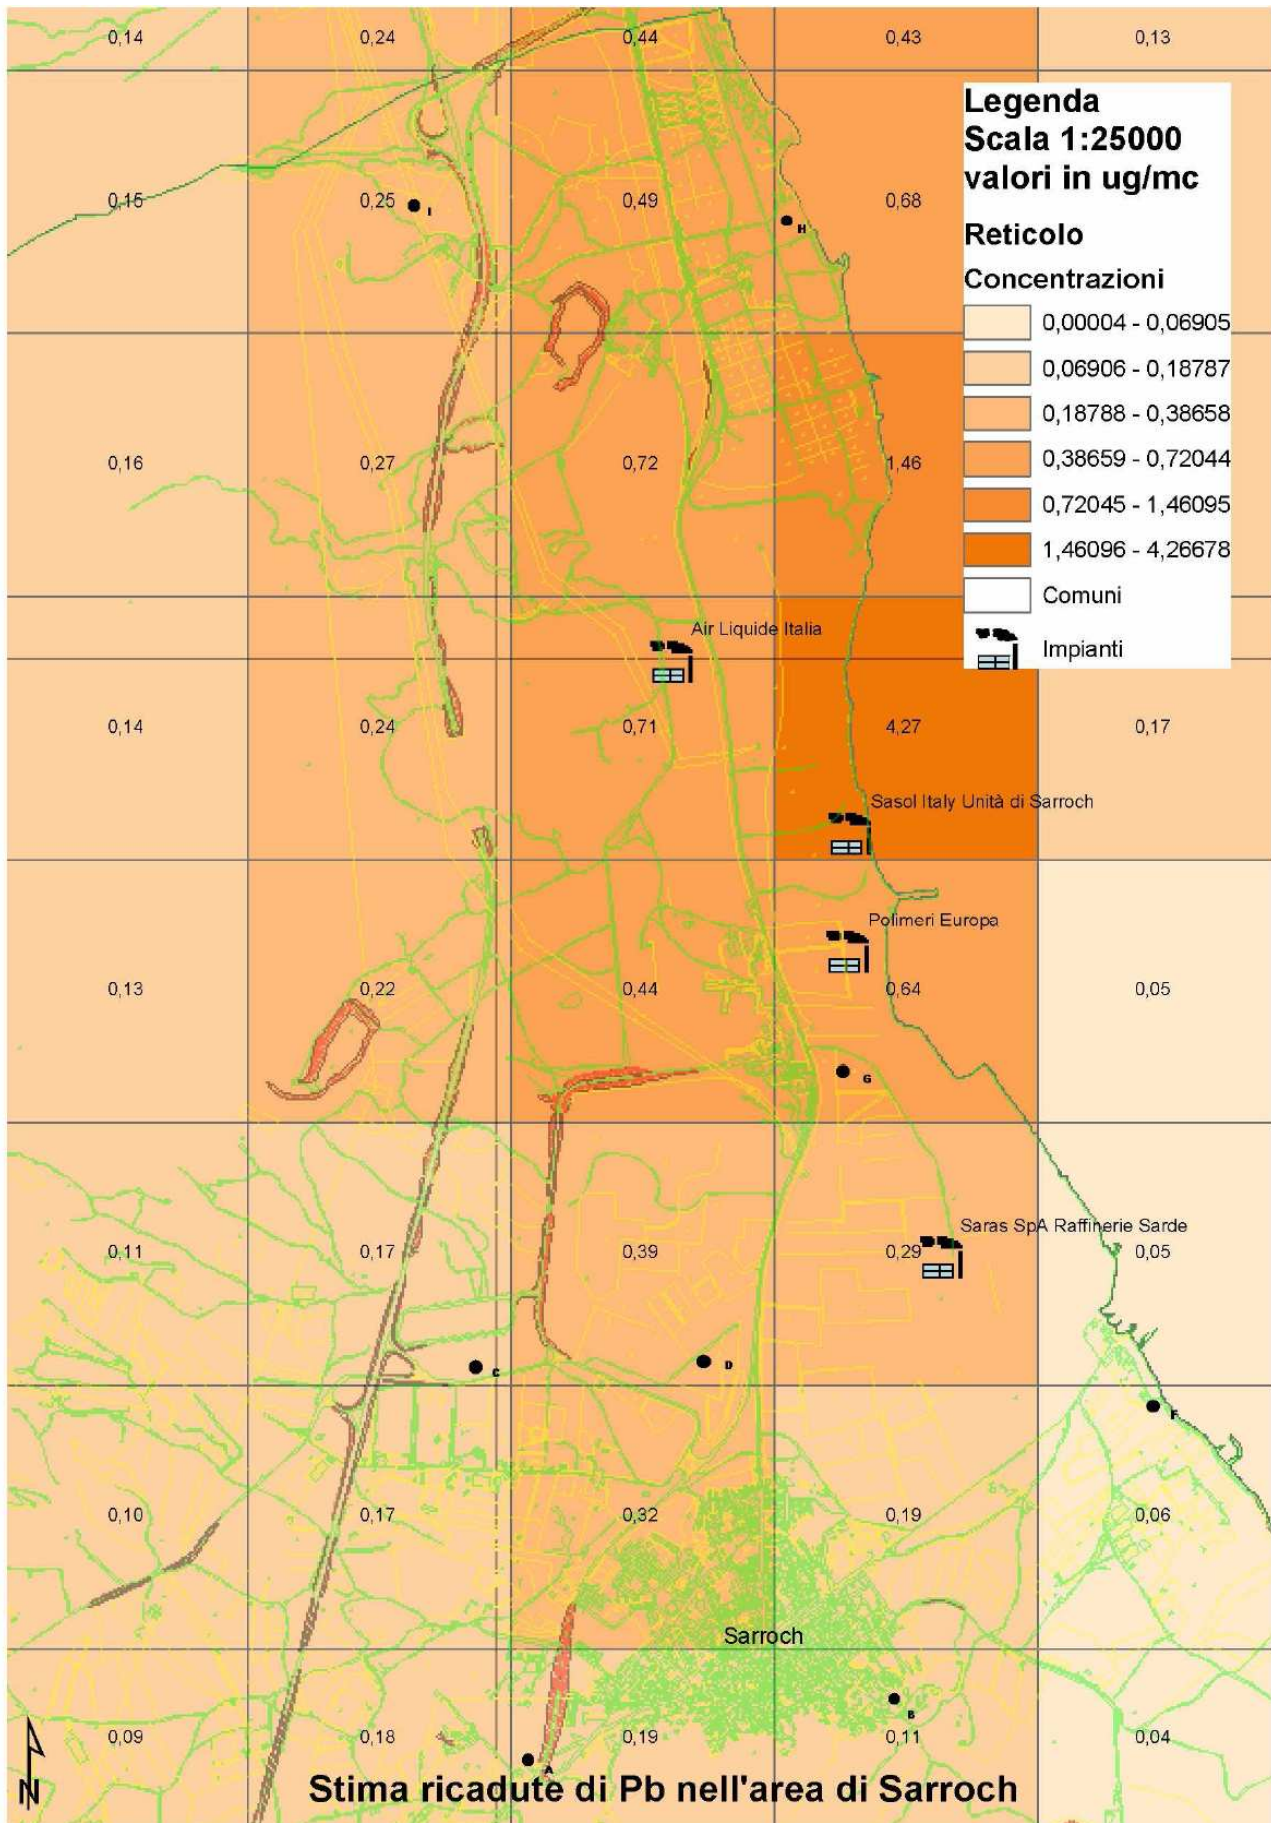 0,14 0,24 0,44 0,43 0,13
Legenda
Scala 1:25000
valori in ug/mc
Reticolo
Concentrazioni
0,00004 - 0,06905
0,06906 - 0,18787
0,18788 - 0,38658
0,38659 - 0,72044
0,72045 - 1,46095
1,46096 - 4,26678
Comuni
Impianti
0,15 0,25 0,49 0,68
I H
0,16 0,27 0,72 1,46
Air Liquide Italia
0,14 0,24 0,71 4,27 0,17
Sasol Italy Unità di Sarroch
Polimeri Europa
0,13 0,22 0,44 0,64 0,05
G
Saras SpA Raffinerie Sarde
0,11 0,17 0,39 0,29 0,05
C D
F
0,10 0,17 0,32 0,19 0,06
Sarroch
B
0,09 0,18 0,19 0,11 0,04
A
N
Stima ricadute di Pb nell'area di Sarroch